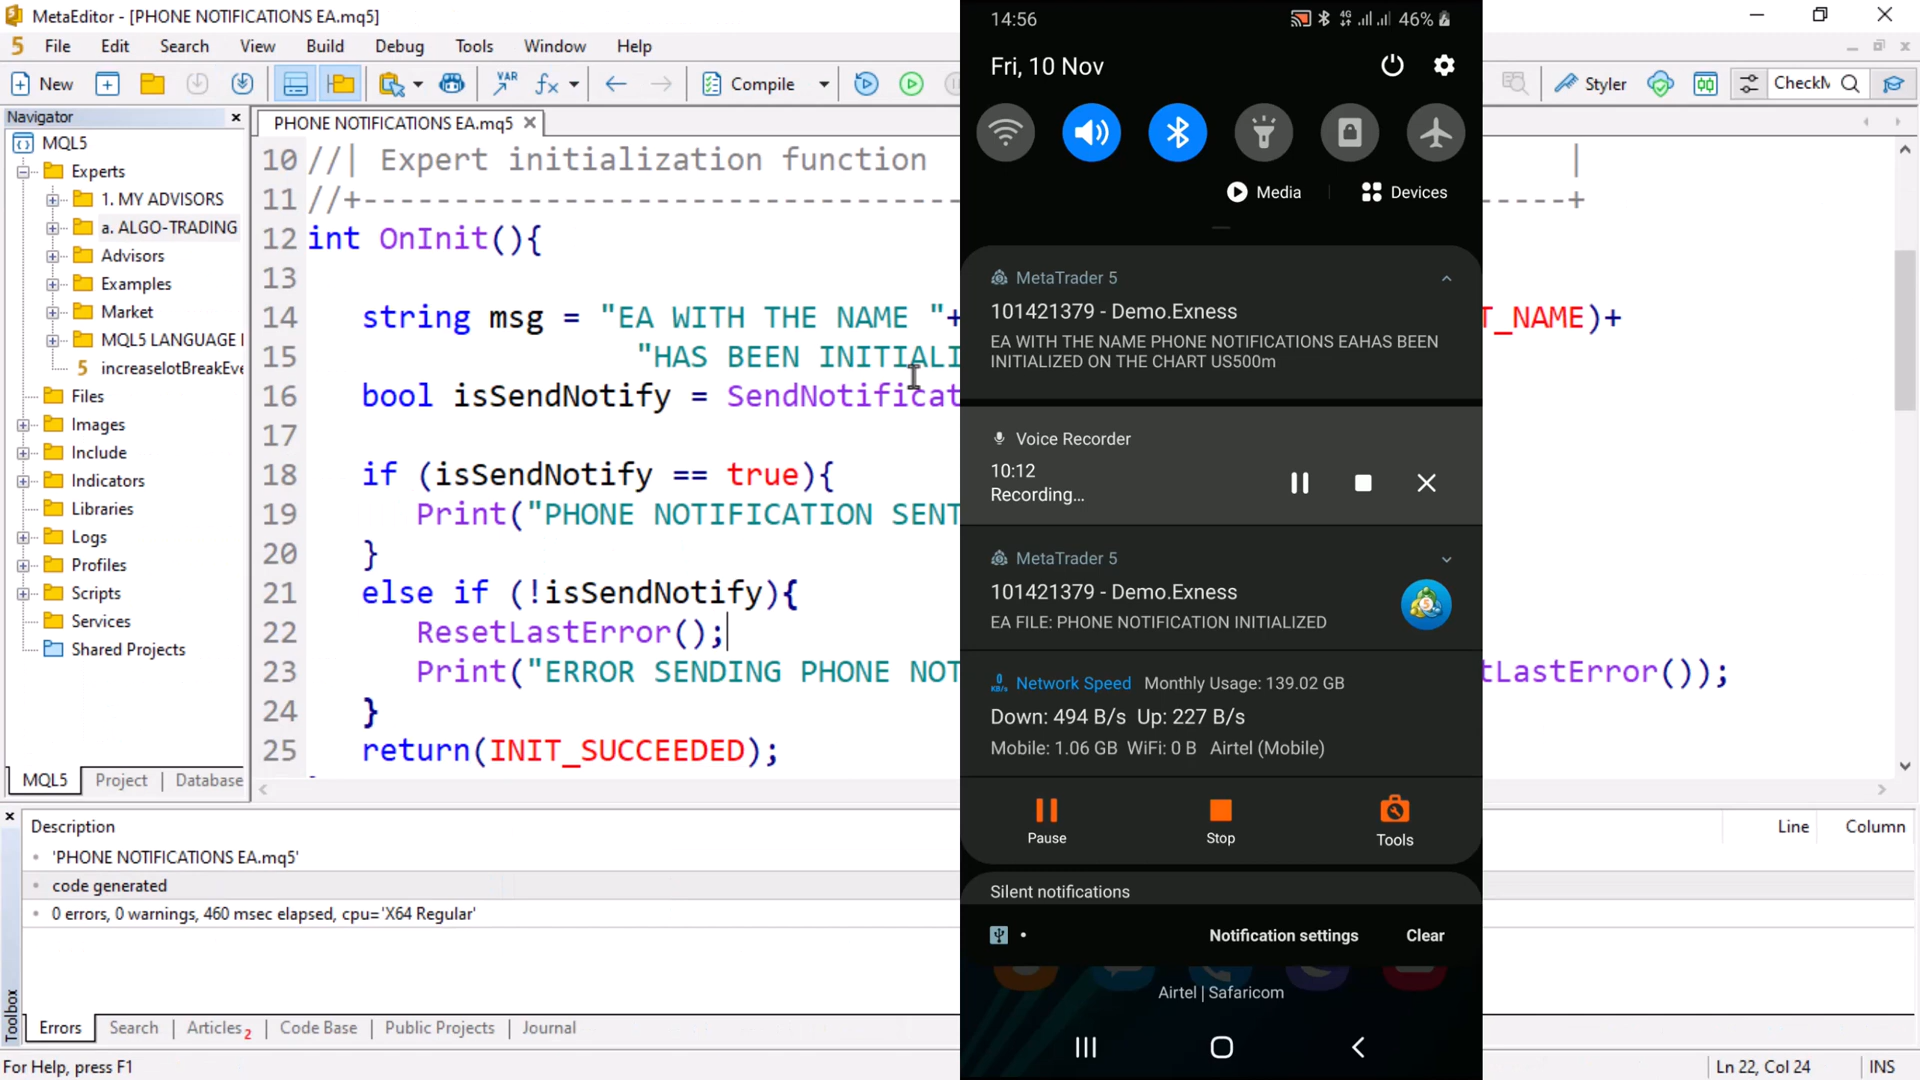 MetaEditor - [PHONE NOTIFICATIONS EA.mq5]
File Edit Search View Build Debug Tools Window Help
New
VAR
Compile
Styler
Navigator
PHONE NOTIFICATIONS EA.mq5
MQL5
Experts
1. MY ADVISORS
a. ALGO-TRADING
Advisors
Examples
Market
MQL5 LANGUAGE
increaselotBreakEve
Files
Images
Include
Indicators
Libraries
Logs
Profiles
Scripts
Services
Shared Projects
MQL5 Project Database
10 //| Expert initialization function |
11 //+-------------------------------------------+
12 int OnInit(){
13
14 string msg = "EA WITH THE NAME "+ T_NAME)+
15 "HAS BEEN INITIALI
16 bool isSendNotify = SendNotificat
17
18 if (isSendNotify == true){
19 Print("PHONE NOTIFICATION SENT
20 }
21 else if (!isSendNotify){
22 ResetLastError();
23 Print("ERROR SENDING PHONE NOT tLastError());
24 }
25 return(INIT_SUCCEEDED);
14:56
4G
46%
Fri, 10 Nov
Media
Devices
MetaTrader 5
101421379 - Demo.Exness
EA WITH THE NAME PHONE NOTIFICATIONS EAHAS BEEN
INITIALIZED ON THE CHART US500m
Voice Recorder
10:12
Recording...
MetaTrader 5
101421379 - Demo.Exness
EA FILE: PHONE NOTIFICATION INITIALIZED
0 KB/s Network Speed Monthly Usage: 139.02 GB
Down: 494 B/s Up: 227 B/s
Mobile: 1.06 GB WiFi: 0 B Airtel (Mobile)
Pause
Stop
Tools
Silent notifications
Notification settings
Clear
Airtel | Safaricom
Description
Line
Column
'PHONE NOTIFICATIONS EA.mq5'
code generated
0 errors, 0 warnings, 460 msec elapsed, cpu='X64 Regular'
Toolbox
Errors Search Articles 2 Code Base Public Projects Journal
For Help, press F1
Ln 22, Col 24
INS